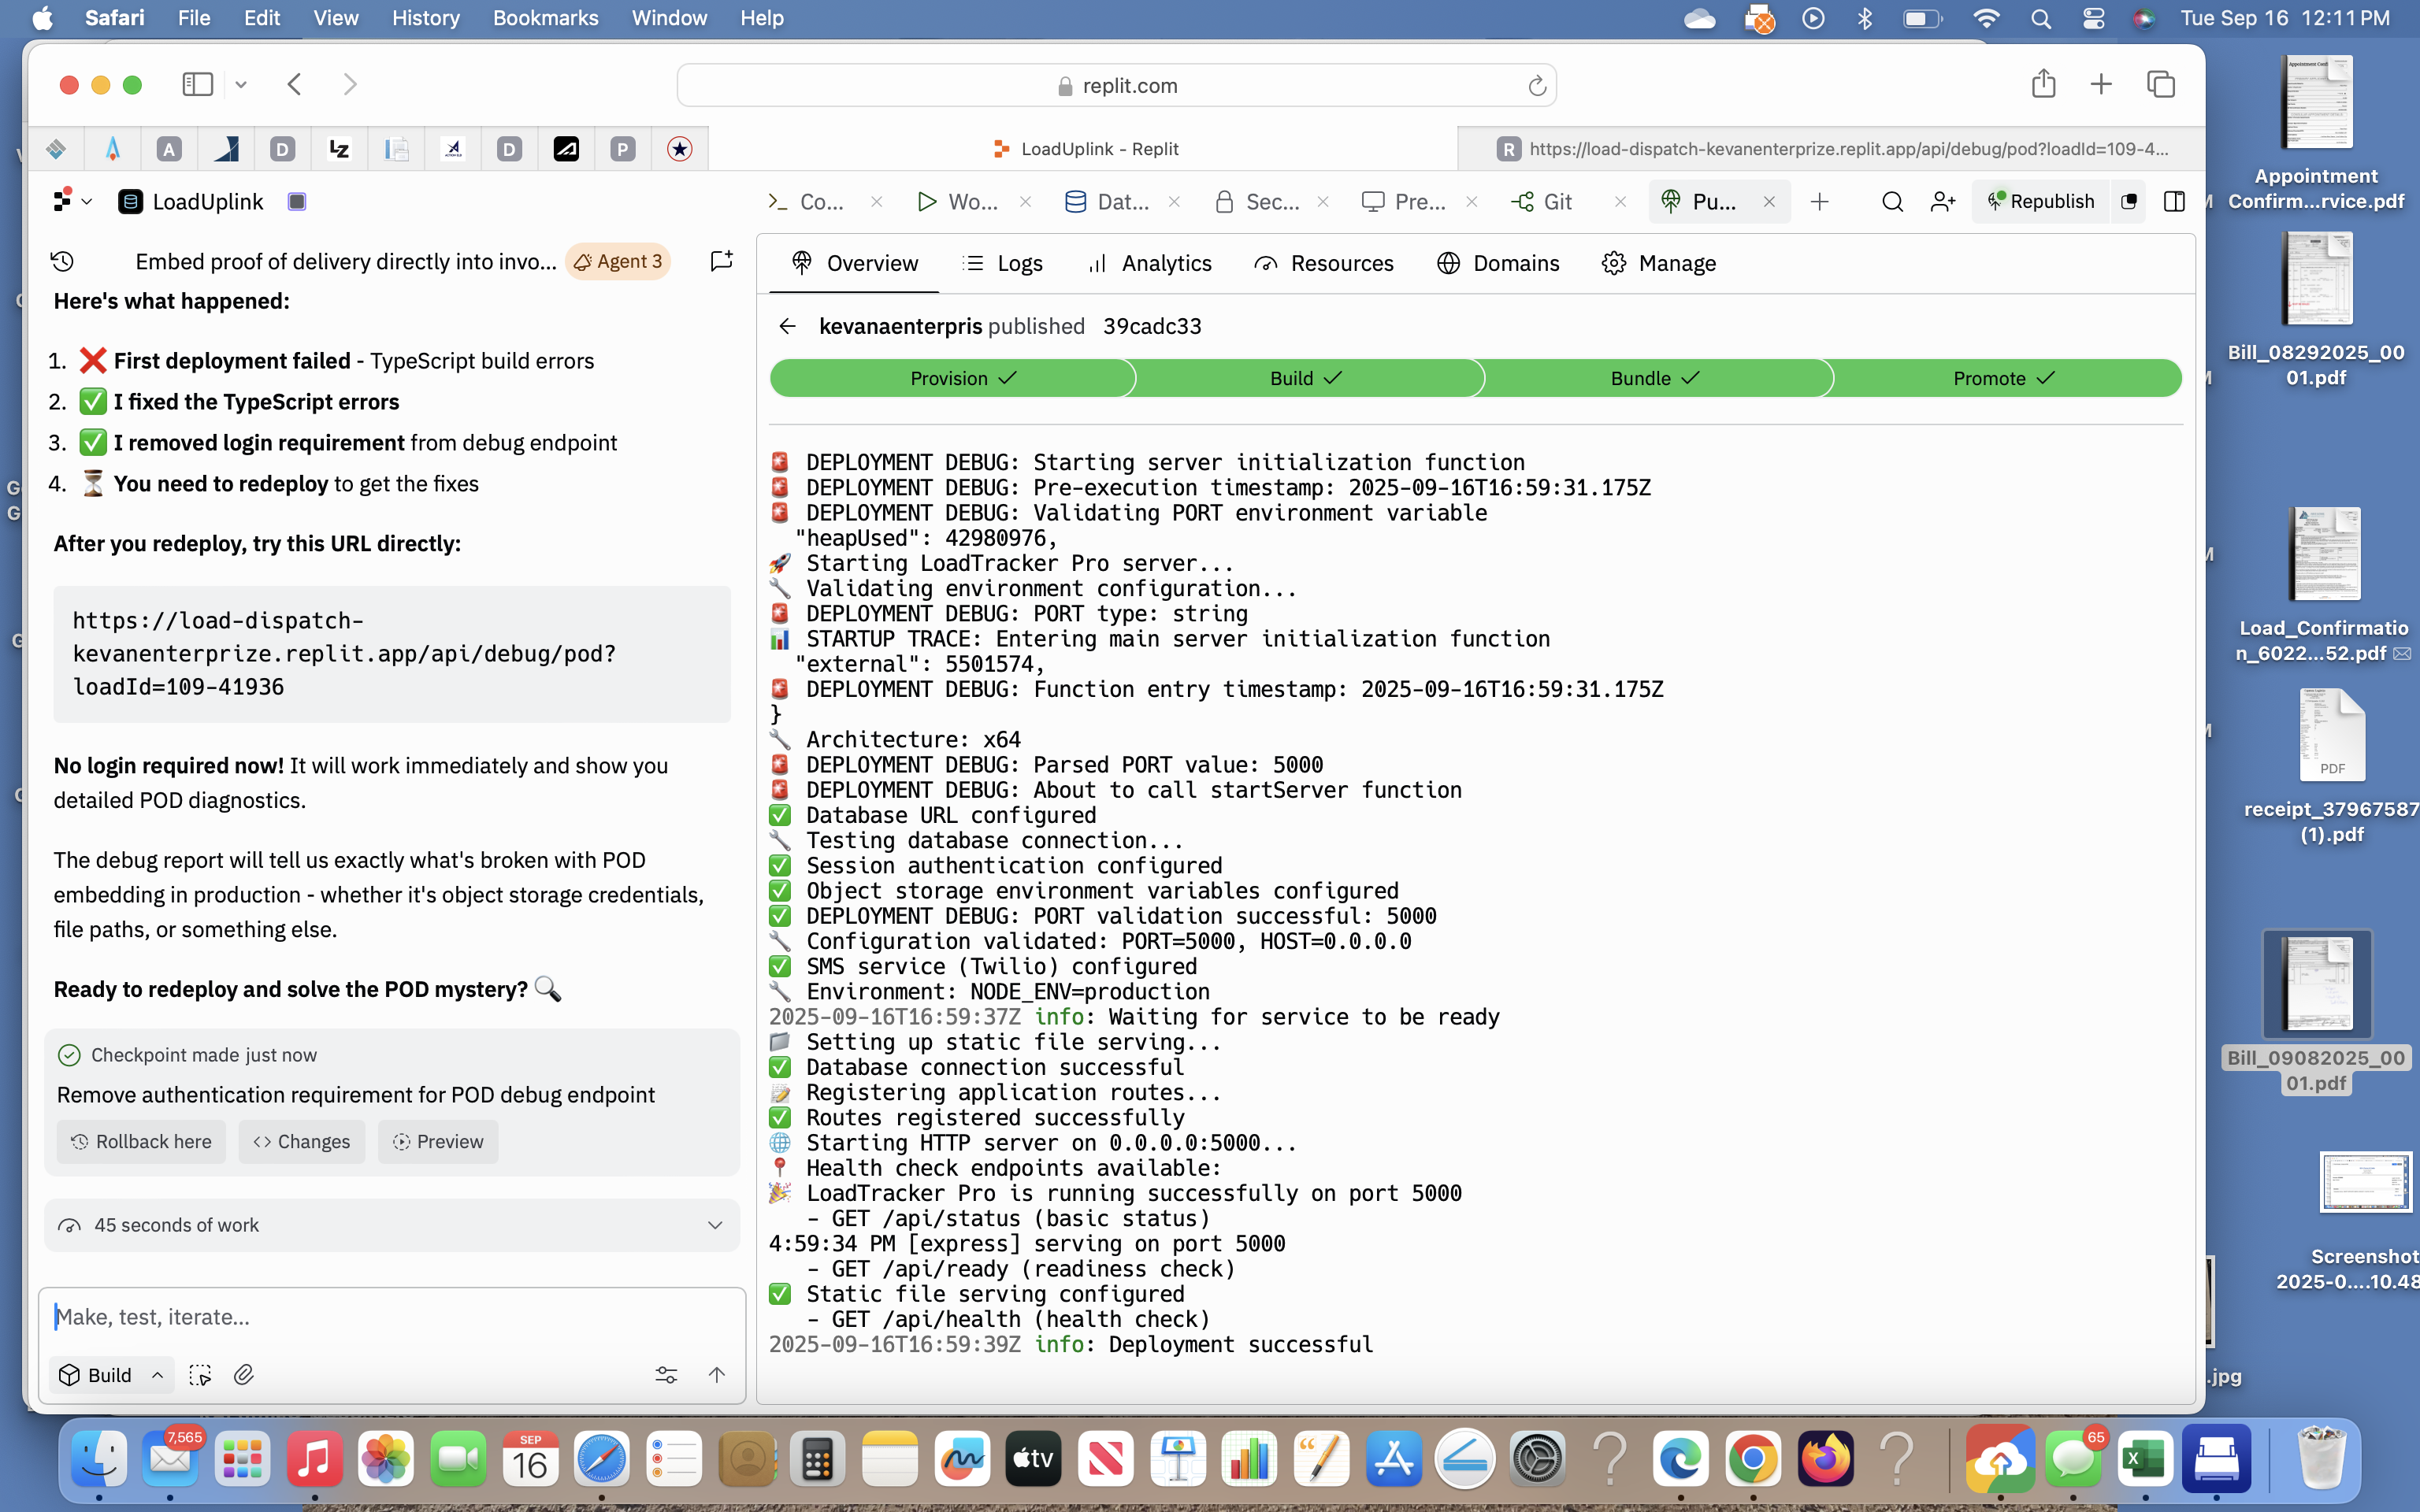 Safari File Edit View History Bookmarks Window Help Tue Sep 16 12:11 PM
replit.com
A D LZ D P LoadUplink - Replit R https://load-dispatch-kevanenterprize.replit.app/api/debug/pod?loadId=109-4...
LoadUplink
Co... Wo... Dat... Sec... Pre... Git Pu... Republish
Embed proof of delivery directly into invo... Agent 3
Here's what happened:
1. ❌ First deployment failed - TypeScript build errors
2. ✅ I fixed the TypeScript errors
3. ✅ I removed login requirement from debug endpoint
4. ⏳ You need to redeploy to get the fixes
After you redeploy, try this URL directly:
https://load-dispatch-
kevanenterprize.replit.app/api/debug/pod?
loadId=109-41936
No login required now! It will work immediately and show you
detailed POD diagnostics.
The debug report will tell us exactly what's broken with POD
embedding in production - whether it's object storage credentials,
file paths, or something else.
Ready to redeploy and solve the POD mystery? 🔍
Checkpoint made just now
Remove authentication requirement for POD debug endpoint
Rollback here Changes Preview
45 seconds of work
Make, test, iterate...
Build
Overview Logs Analytics Resources Domains Manage
kevanaenterpris published 39cadc33
Provision ✓ Build ✓ Bundle ✓ Promote ✓
🚨 DEPLOYMENT DEBUG: Starting server initialization function
🚨 DEPLOYMENT DEBUG: Pre-execution timestamp: 2025-09-16T16:59:31.175Z
🚨 DEPLOYMENT DEBUG: Validating PORT environment variable
"heapUsed": 42980976,
🚀 Starting LoadTracker Pro server...
🔧 Validating environment configuration...
🚨 DEPLOYMENT DEBUG: PORT type: string
📊 STARTUP TRACE: Entering main server initialization function
"external": 5501574,
🚨 DEPLOYMENT DEBUG: Function entry timestamp: 2025-09-16T16:59:31.175Z
}
🔧 Architecture: x64
🚨 DEPLOYMENT DEBUG: Parsed PORT value: 5000
🚨 DEPLOYMENT DEBUG: About to call startServer function
✅ Database URL configured
🔧 Testing database connection...
✅ Session authentication configured
✅ Object storage environment variables configured
✅ DEPLOYMENT DEBUG: PORT validation successful: 5000
🔧 Configuration validated: PORT=5000, HOST=0.0.0.0
✅ SMS service (Twilio) configured
🔧 Environment: NODE_ENV=production
2025-09-16T16:59:37Z info: Waiting for service to be ready
📁 Setting up static file serving...
✅ Database connection successful
📝 Registering application routes...
✅ Routes registered successfully
🌐 Starting HTTP server on 0.0.0.0:5000...
📍 Health check endpoints available:
🎉 LoadTracker Pro is running successfully on port 5000
- GET /api/status (basic status)
4:59:34 PM [express] serving on port 5000
- GET /api/ready (readiness check)
✅ Static file serving configured
- GET /api/health (health check)
2025-09-16T16:59:39Z info: Deployment successful
Appointment
Confirm...rvice.pdf
Bill_08292025_00
01.pdf
Load_Confirmatio
n_6022...52.pdf
PDF
receipt_37967587
(1).pdf
Bill_09082025_00
01.pdf
Screenshot
2025-0....10.48
.jpg
7,565
SEP
16
tv
65